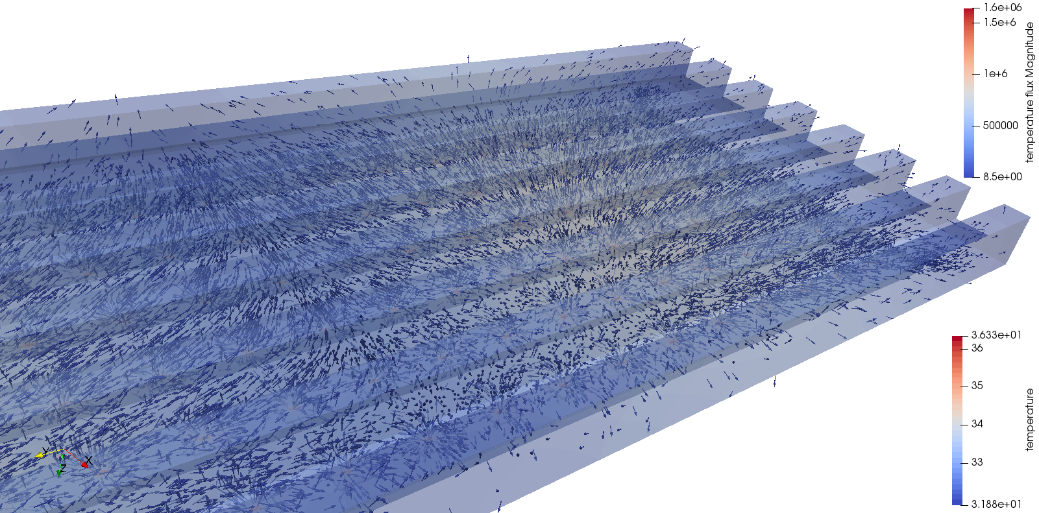 1.6e+06
1.5e+6
1e+6
500000
8.5e+00
temperature flux Magnitude
3.633e+01
36
35
34
33
3.188e+01
temperature
Y
X
Z